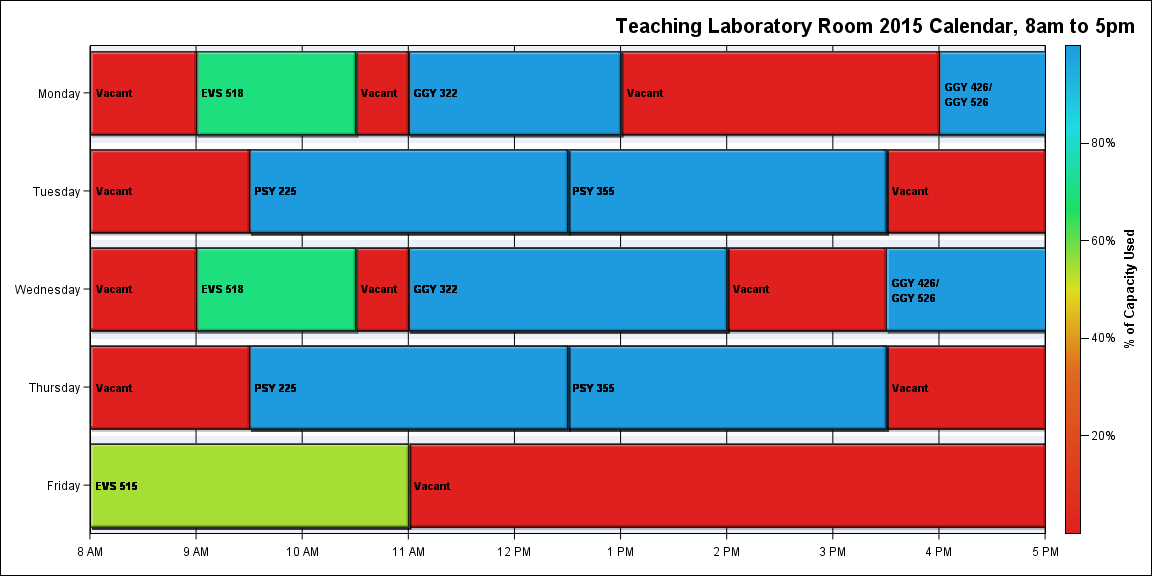 Teaching Laboratory Room 2015 Calendar, 8am to 5pm
Monday
Vacant
EVS 518
Vacant
GGY 322
Vacant
GGY 426/
GGY 526
Tuesday
Vacant
PSY 225
PSY 355
Vacant
Wednesday
Vacant
EVS 518
Vacant
GGY 322
Vacant
GGY 426/
GGY 526
Thursday
Vacant
PSY 225
PSY 355
Vacant
Friday
EVS 515
Vacant
8 AM
9 AM
10 AM
11 AM
12 PM
1 PM
2 PM
3 PM
4 PM
5 PM
80%
60%
40%
20%
% of Capacity Used